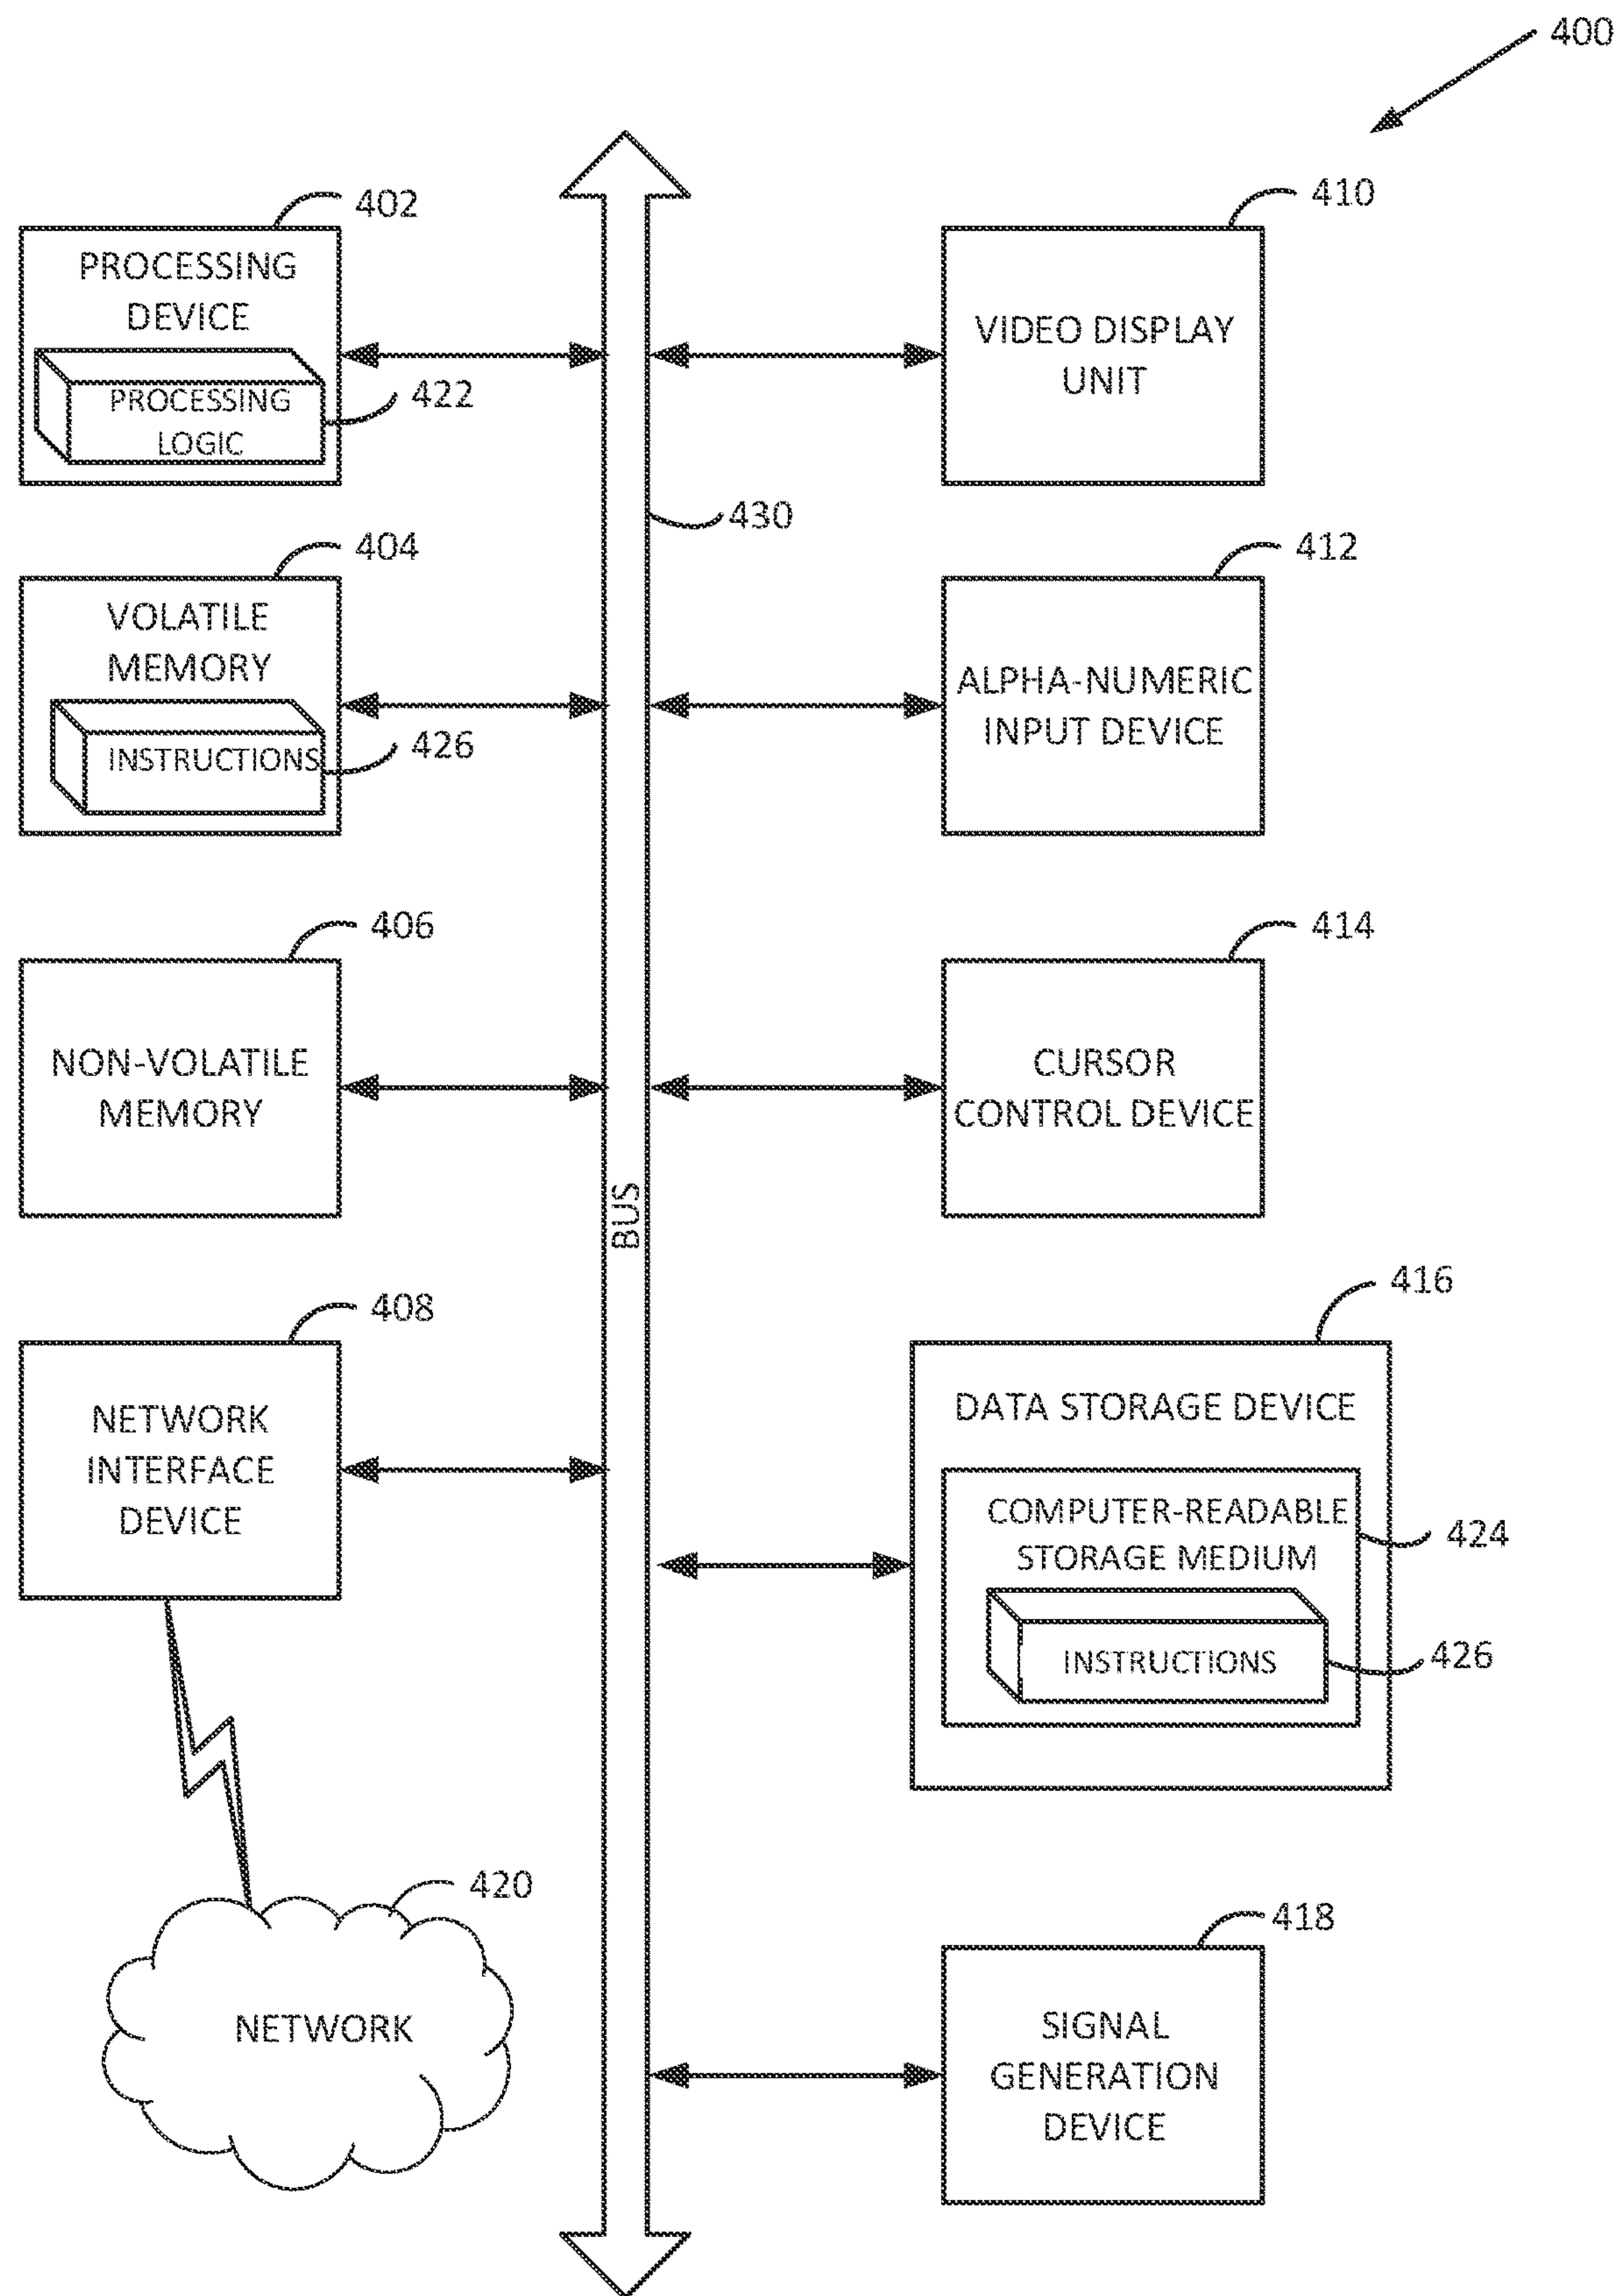 400
402
PROCESSING
DEVICE
PROCESSING
LOGIC
422
410
VIDEO DISPLAY
UNIT
430
404
VOLATILE
MEMORY
INSTRUCTIONS
426
412
ALPHA-NUMERIC
INPUT DEVICE
406
NON-VOLATILE
MEMORY
414
CURSOR
CONTROL DEVICE
BUS
408
NETWORK
INTERFACE
DEVICE
416
DATA STORAGE DEVICE
COMPUTER-READABLE
STORAGE MEDIUM
424
INSTRUCTIONS
426
420
NETWORK
418
SIGNAL
GENERATION
DEVICE